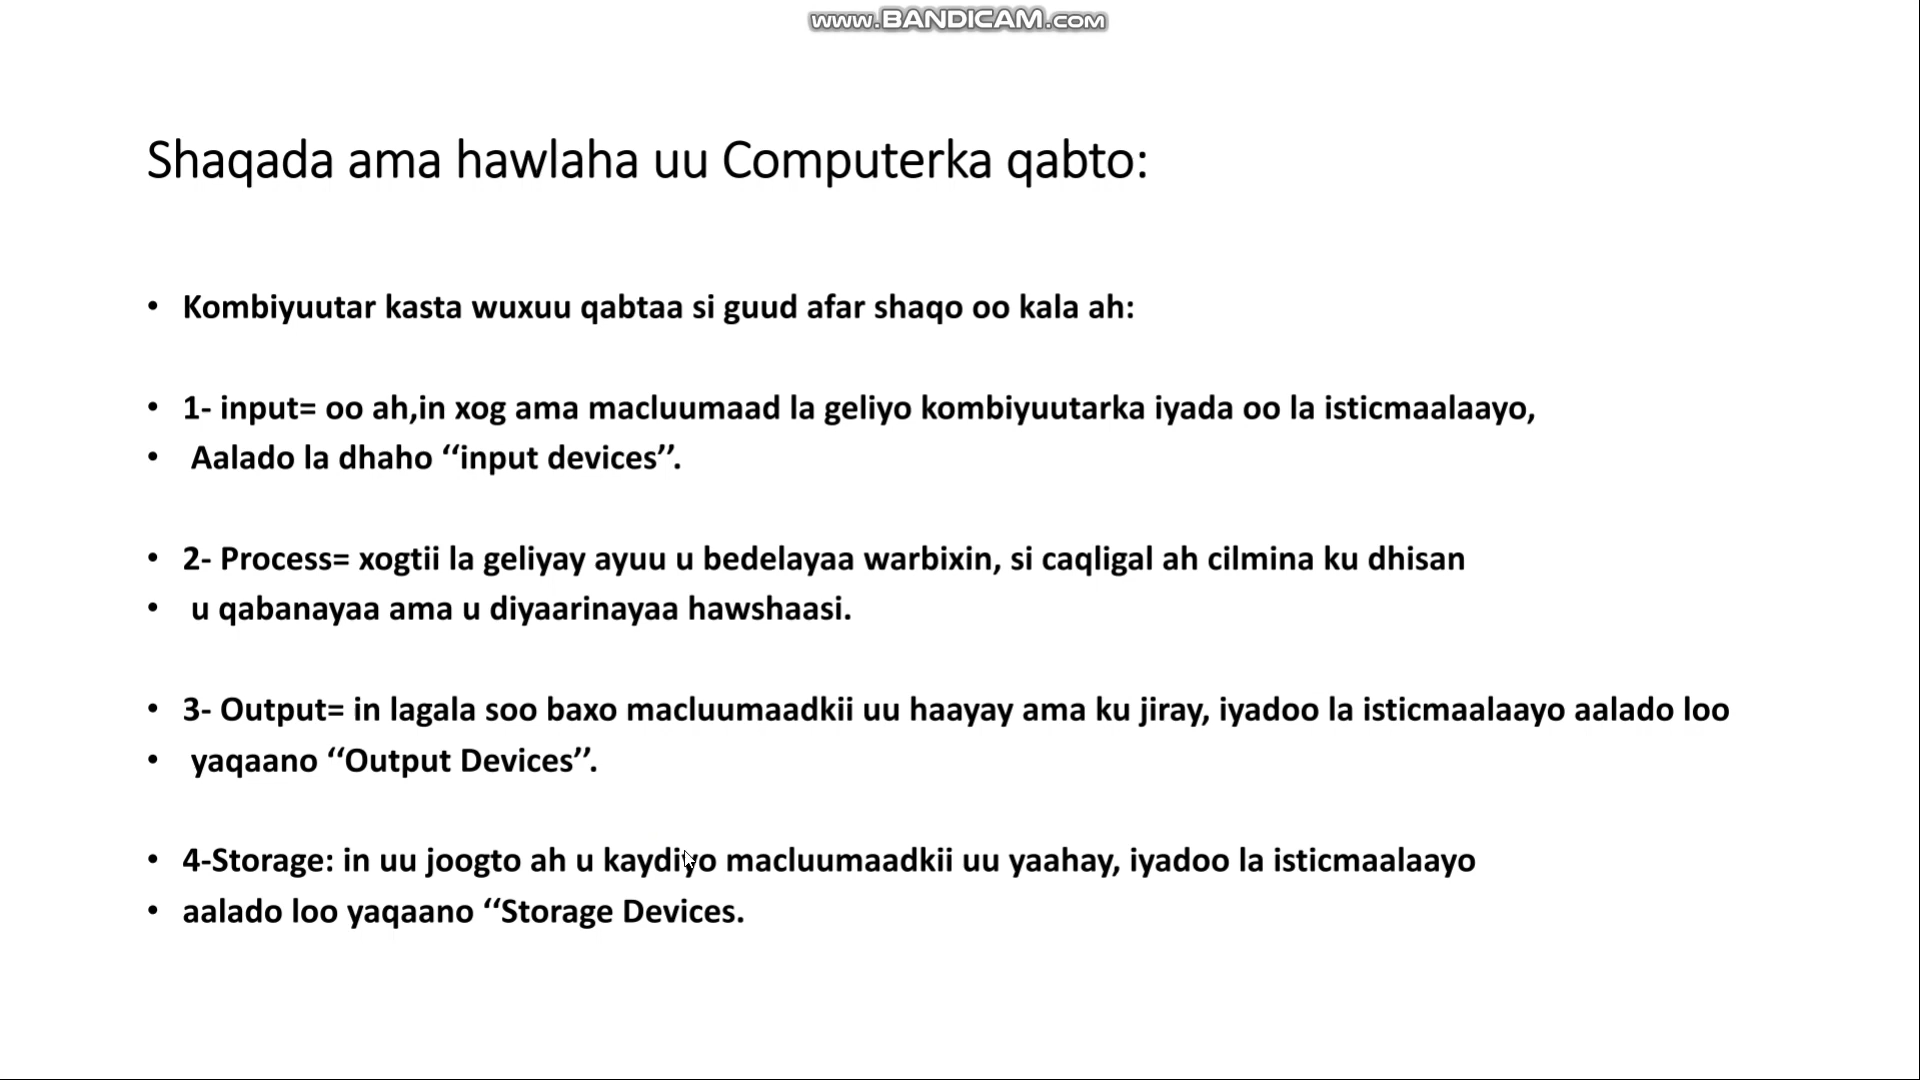 www.BANDICAM.com
Shaqada ama hawlaha uu Computerka qabto:
• Kombiyuutar kasta wuxuu qabtaa si guud afar shaqo oo kala ah:
• 1- input= oo ah,in xog ama macluumaad la geliyo kombiyuutarka iyada oo la isticmaalaayo,
• Aalado la dhaho ‘‘input devices’’.
• 2- Process= xogtii la geliyay ayuu u bedelayaa warbixin, si caqligal ah cilmina ku dhisan
• u qabanayaa ama u diyaarinayaa hawshaasi.
• 3- Output= in lagala soo baxo macluumaadkii uu haayay ama ku jiray, iyadoo la isticmaalaayo aalado loo
• yaqaano ‘‘Output Devices’’.
• 4-Storage: in uu joogto ah u kaydiyo macluumaadkii uu yaahay, iyadoo la isticmaalaayo
• aalado loo yaqaano ‘‘Storage Devices.